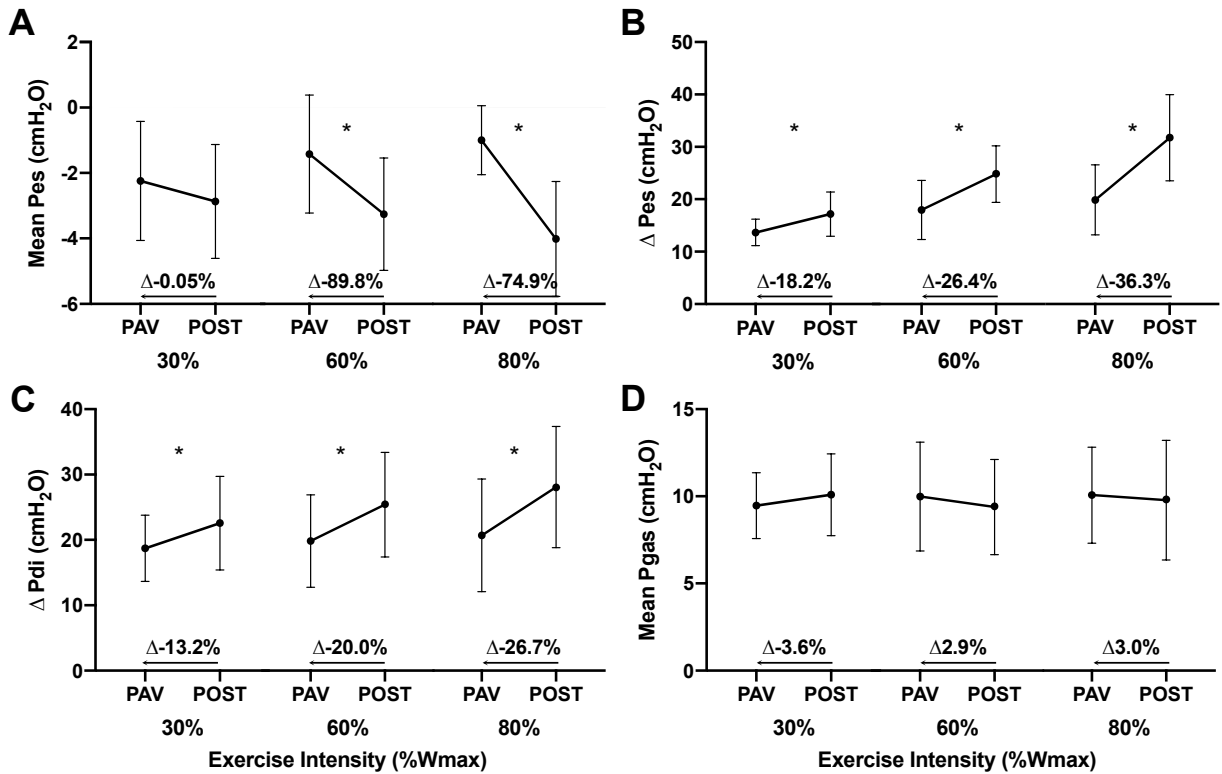 A
Mean Pes (cmH2O)
2
0
-2
-4
-6
*
*
Δ-0.05%
Δ-89.8%
Δ-74.9%
PAV POST PAV POST PAV POST
30% 60% 80%
B
Δ Pes (cmH2O)
50
40
30
20
10
0
*
*
*
Δ-18.2%
Δ-26.4%
Δ-36.3%
PAV POST PAV POST PAV POST
30% 60% 80%
C
Δ Pdi (cmH2O)
40
30
20
10
0
*
*
*
Δ-13.2%
Δ-20.0%
Δ-26.7%
PAV POST PAV POST PAV POST
30% 60% 80%
Exercise Intensity (%Wmax)
D
Mean Pgas (cmH2O)
15
10
5
0
Δ-3.6%
Δ2.9%
Δ3.0%
PAV POST PAV POST PAV POST
30% 60% 80%
Exercise Intensity (%Wmax)